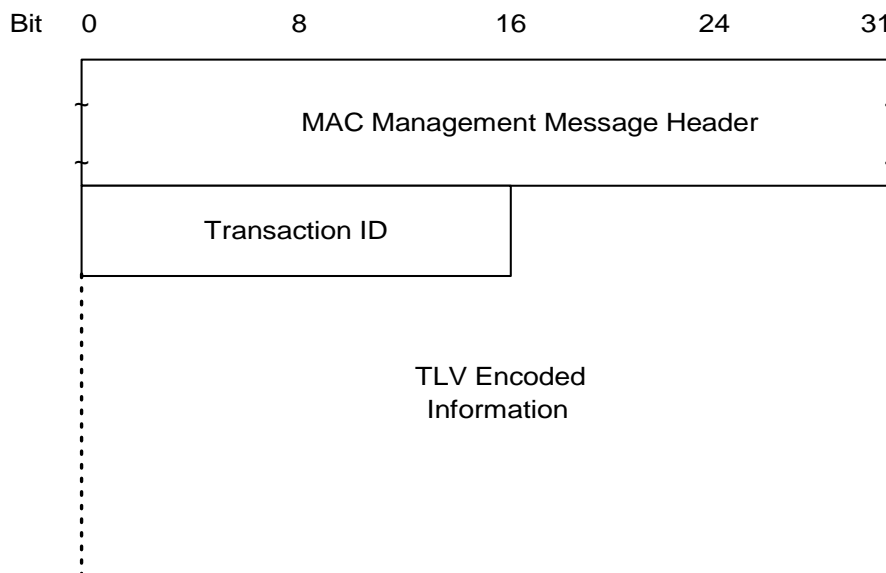 Bit 0 8 16 24 31
MAC Management Message Header
Transaction ID
TLV Encoded
Information